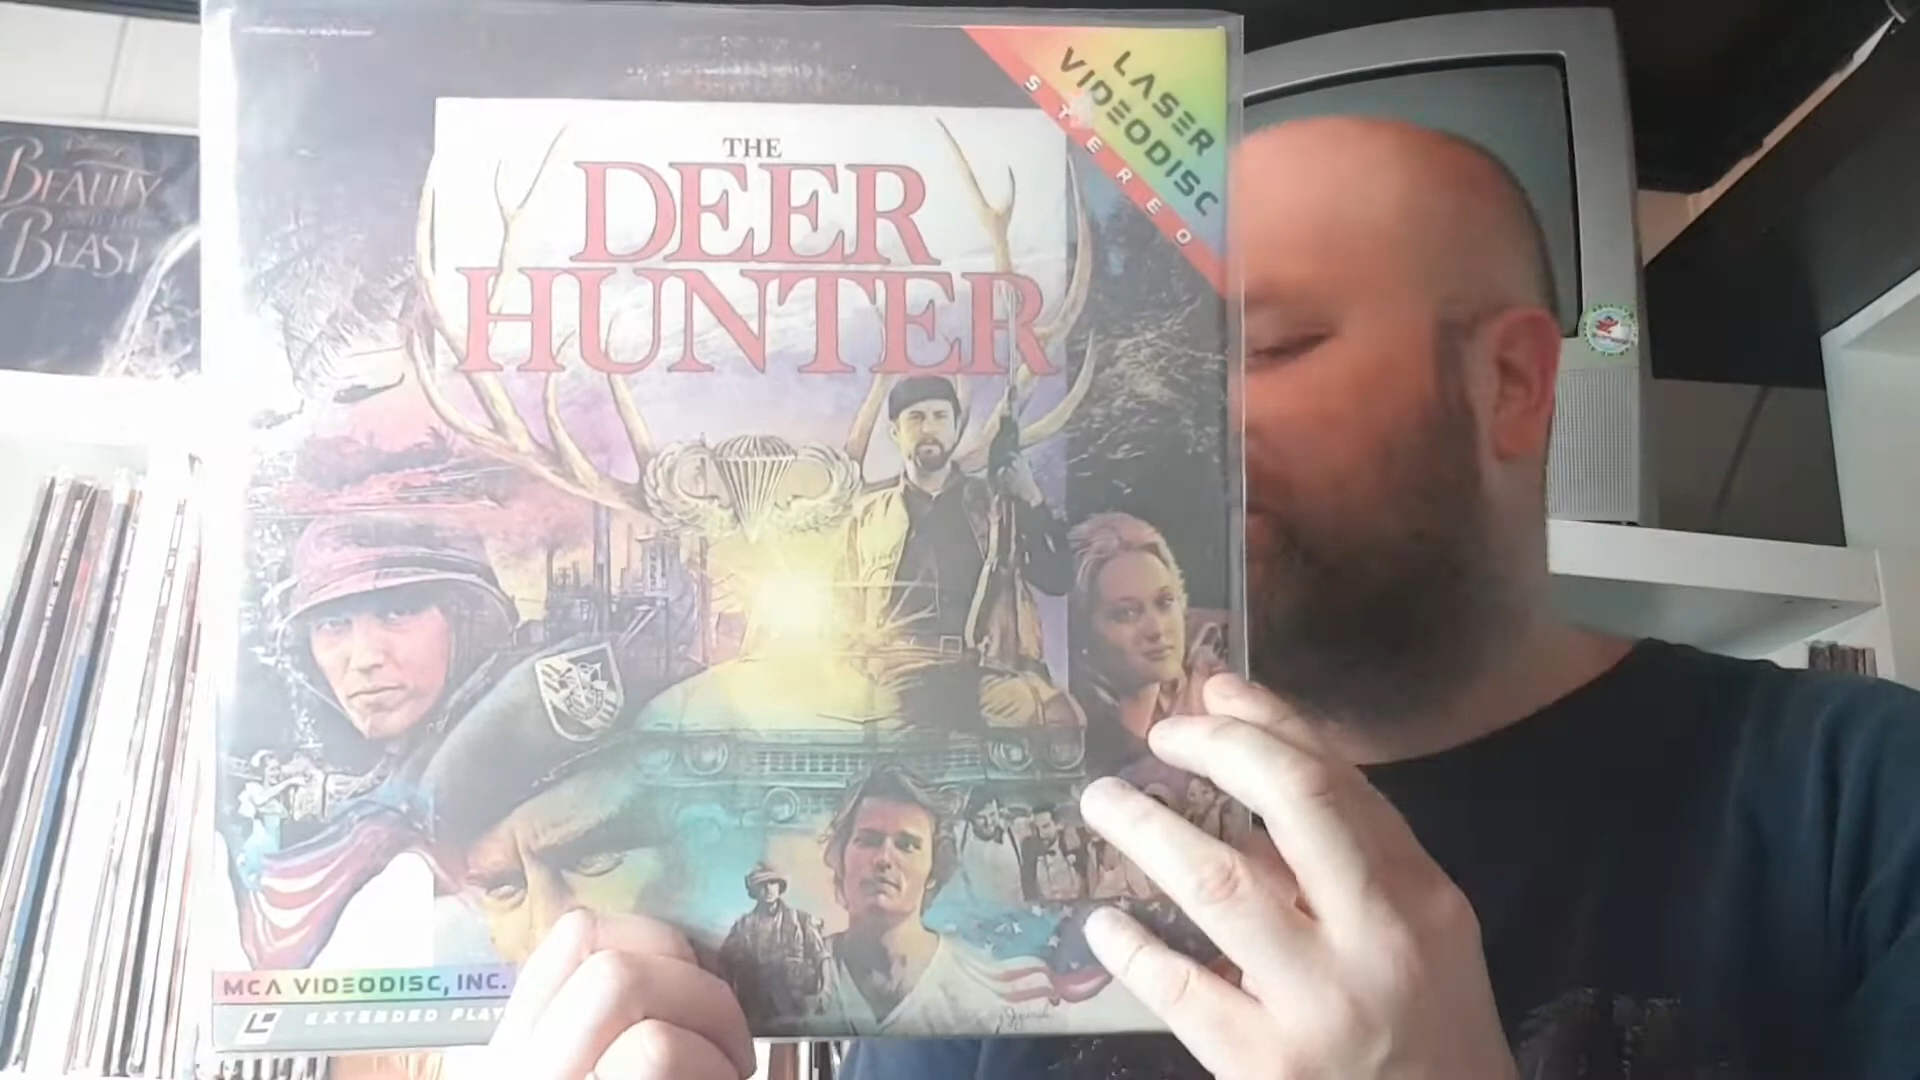 THE
DEER
HUNTER
LASER
VIDEODISC
STEREO
BEAUTY
BEAST
MCA VIDEODISC, INC.
EXTENDED PLAY